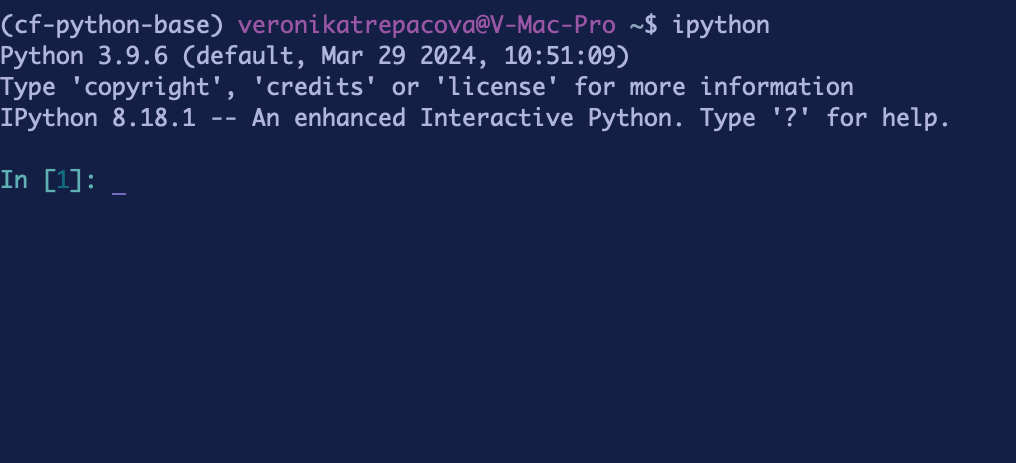 (cf-python-base) veronikatrepacova@V-Mac-Pro ~$ ipython
Python 3.9.6 (default, Mar 29 2024, 10:51:09)
Type 'copyright', 'credits' or 'license' for more information
IPython 8.18.1 -- An enhanced Interactive Python. Type '?' for help.
In [1]: _